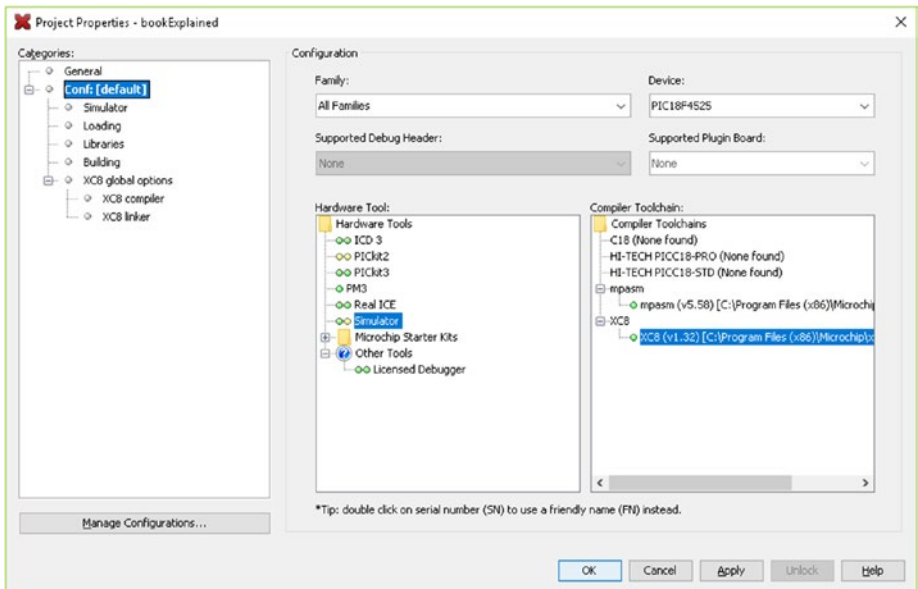 Project Properties - bookExplained
Categories:
General
Conf: [default]
Simulator
Loading
Libraries
Building
XC8 global options
XC8 compiler
XC8 linker
Manage Configurations...
Configuration
Family:
All Families
Device:
PIC18F4525
Supported Debug Header:
None
Supported Plugin Board:
None
Hardware Tool:
Hardware Tools
ICD 3
PICkit2
PICkit3
PM3
Real ICE
Simulator
Microchip Starter Kits
Other Tools
Licensed Debugger
Compiler Toolchain:
Compiler Toolchains
C18 (None found)
HI-TECH PICC18-PRO (None found)
HI-TECH PICC18-STD (None found)
mpasm
mpasm (v5.58) [C:\Program Files (x86)\Microchip
XC8
XC8 (v1.32) [C:\Program Files (x86)\Microchip\x
*Tip: double click on serial number (SN) to use a friendly name (FN) instead.
OK
Cancel
Apply
Unlock
Help